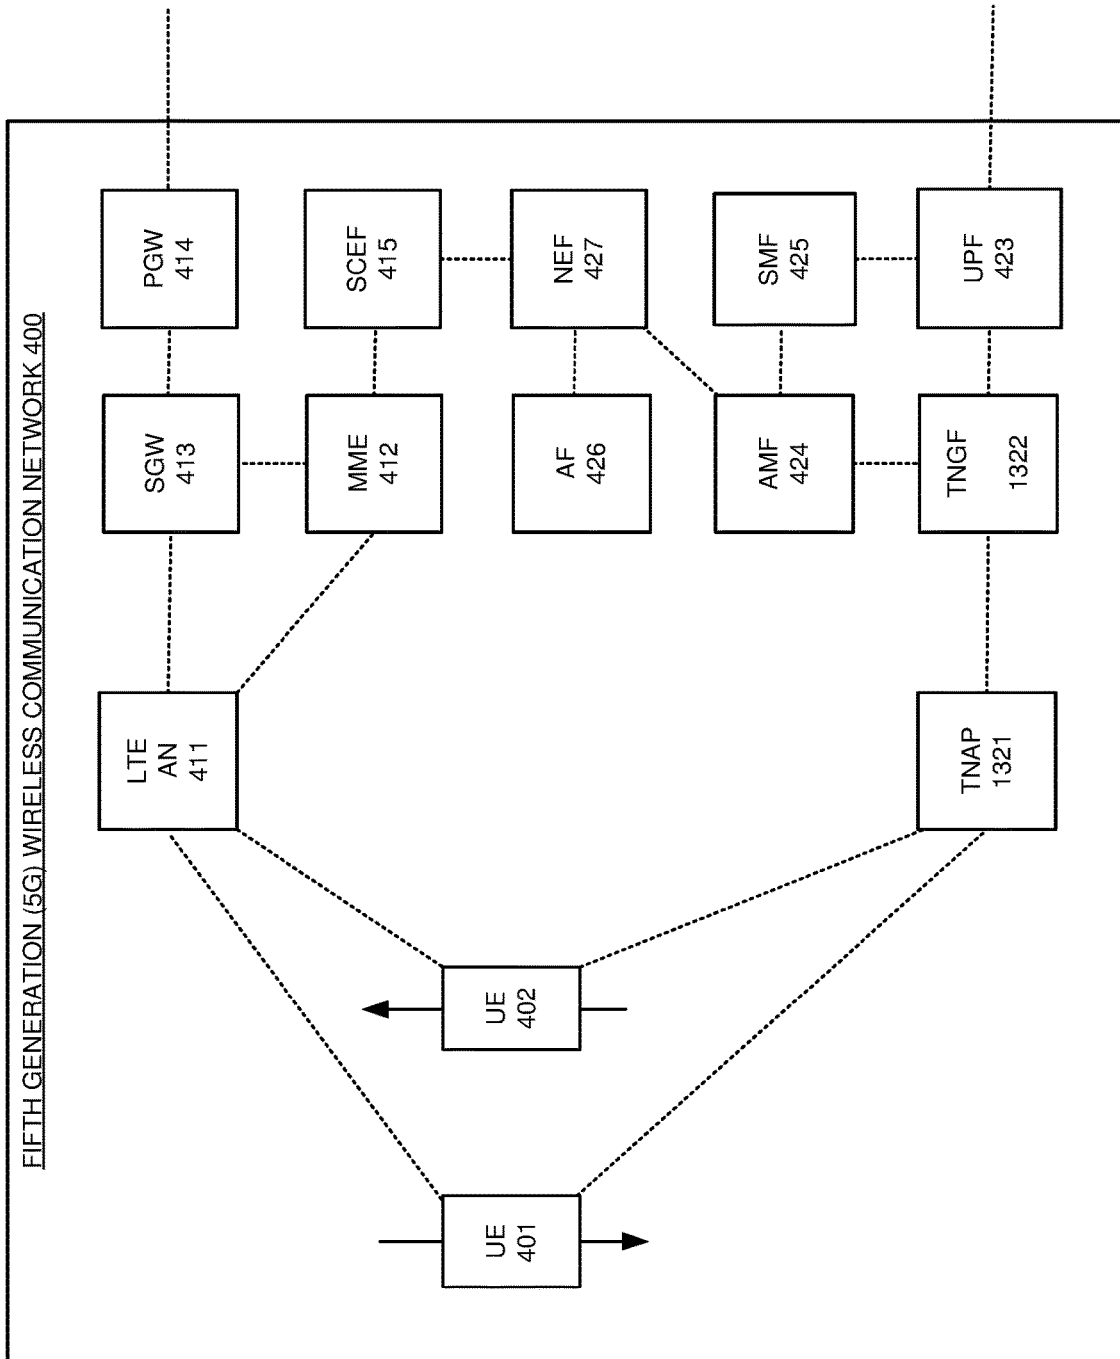 FIFTH GENERATION (5G) WIRELESS COMMUNICATION NETWORK 400
UE
401
UE
402
LTE
AN
411
SGW
413
PGW
414
MME
412
SCEF
415
AF
426
NEF
427
AMF
424
SMF
425
TNAP
1321
TNGF
1322
UPF
423